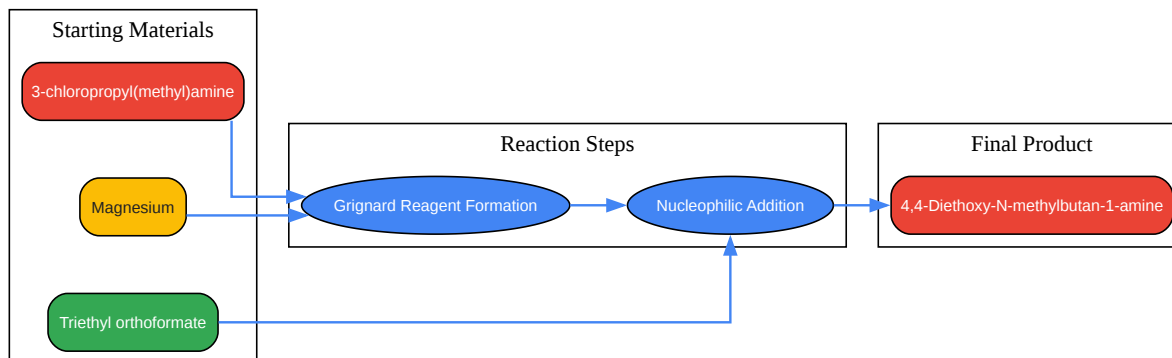 Starting Materials
3-chloropropyl(methyl)amine
Magnesium
Triethyl orthoformate
Reaction Steps
Grignard Reagent Formation
Nucleophilic Addition
Final Product
4,4-Diethoxy-N-methylbutan-1-amine